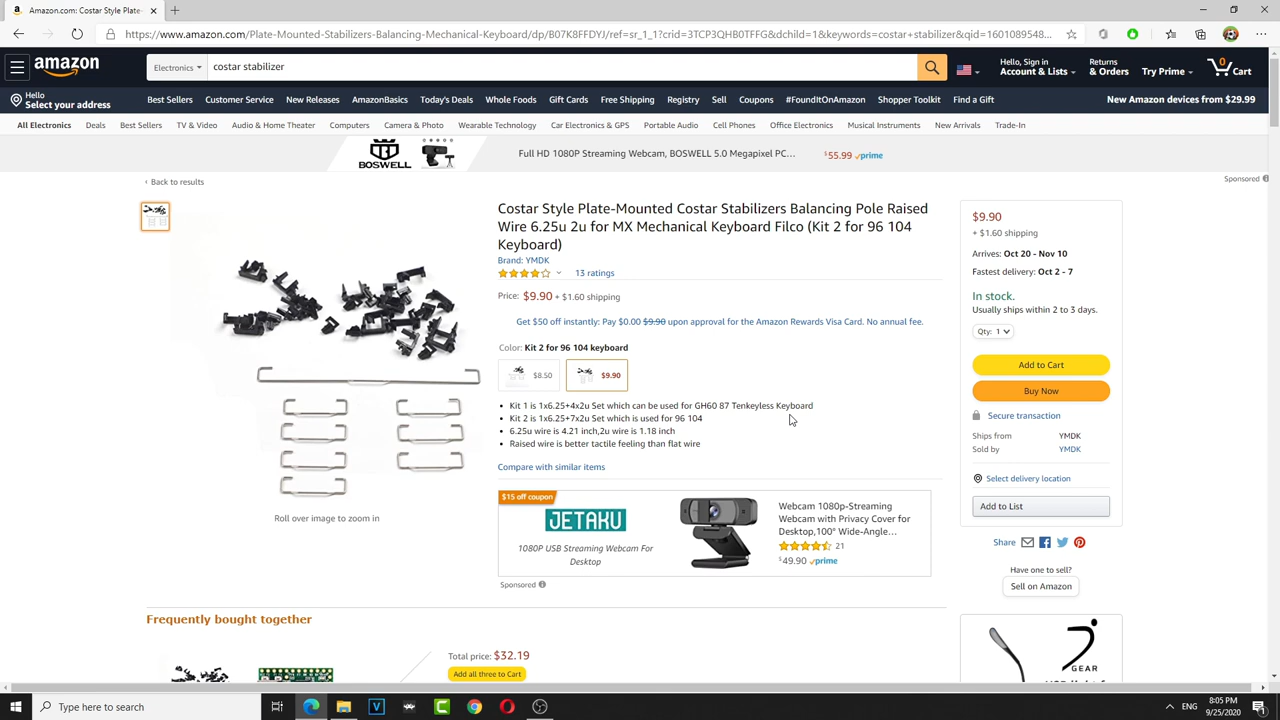 Costar Style Plate-Mounted Costar Stabilizers Balancing Pole Raised
https://www.amazon.com/Plate-Mounted-Stabilizers-Balancing-Mechanical-Keyboard/dp/B07K8FFDYJ/ref=sr_1_1?crid=3TCP3QHB0TFFG&dchild=1&keywords=costar+stabilizer&qid=1601089548...
amazon
Electronics
costar stabilizer
Hello, Sign in
Account & Lists
Returns
& Orders
Try Prime
0
Cart
Hello
Select your address
Best Sellers Customer Service New Releases AmazonBasics Today's Deals Whole Foods Gift Cards Free Shipping Registry Sell Coupons #FoundItOnAmazon Shopper Toolkit Find a Gift
New Amazon devices from $29.99
All Electronics Deals Best Sellers TV & Video Audio & Home Theater Computers Camera & Photo Wearable Technology Car Electronics & GPS Portable Audio Cell Phones Office Electronics Musical Instruments New Arrivals Trade-In
BOSWELL
Full HD 1080P Streaming Webcam, BOSWELL 5.0 Megapixel PC...
$55.99 prime
Sponsored
‹ Back to results
Costar Style Plate-Mounted Costar Stabilizers Balancing Pole Raised
Wire 6.25u 2u for MX Mechanical Keyboard Filco (Kit 2 for 96 104
Keyboard)
Brand: YMDK
13 ratings
Price: $9.90 + $1.60 shipping
Get $50 off instantly: Pay $0.00 $9.90 upon approval for the Amazon Rewards Visa Card. No annual fee.
Color: Kit 2 for 96 104 keyboard
$8.50
$9.90
• Kit 1 is 1x6.25+4x2u Set which can be used for GH60 87 Tenkeyless Keyboard
• Kit 2 is 1x6.25+7x2u Set which is used for 96 104
• 6.25u wire is 4.21 inch,2u wire is 1.18 inch
• Raised wire is better tactile feeling than flat wire
Compare with similar items
Roll over image to zoom in
$15 off coupon
JETAKU
1080P USB Streaming Webcam For
Desktop
Webcam 1080p-Streaming
Webcam with Privacy Cover for
Desktop,100° Wide-Angle...
21
$49.90 prime
Sponsored
$9.90
+ $1.60 shipping
Arrives: Oct 20 - Nov 10
Fastest delivery: Oct 2 - 7
In stock.
Usually ships within 2 to 3 days.
Qty: 1
Add to Cart
Buy Now
Secure transaction
Ships from YMDK
Sold by YMDK
Select delivery location
Add to List
Share
Have one to sell?
Sell on Amazon
GEAR
Frequently bought together
Total price: $32.19
Add all three to Cart
Type here to search
ENG
8:05 PM
9/25/2020
1